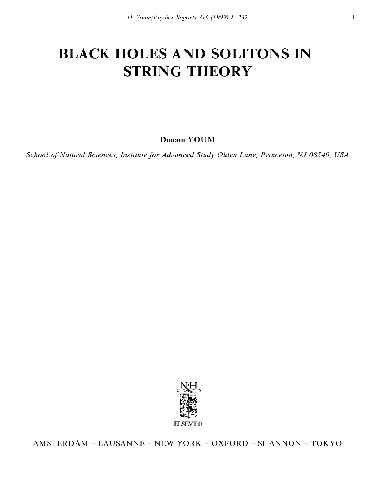 D. Youm/Physics Reports 316 (1999) 1-232 1
BLACK HOLES AND SOLITONS IN
STRING THEORY
Donam YOUM
School of Natural Sciences, Institute for Advanced Study Olden Lane, Princeton, NJ 08540, USA
NH
ELSEVIER
AMSTERDAM – LAUSANNE – NEW YORK – OXFORD – SHANNON – TOKYO